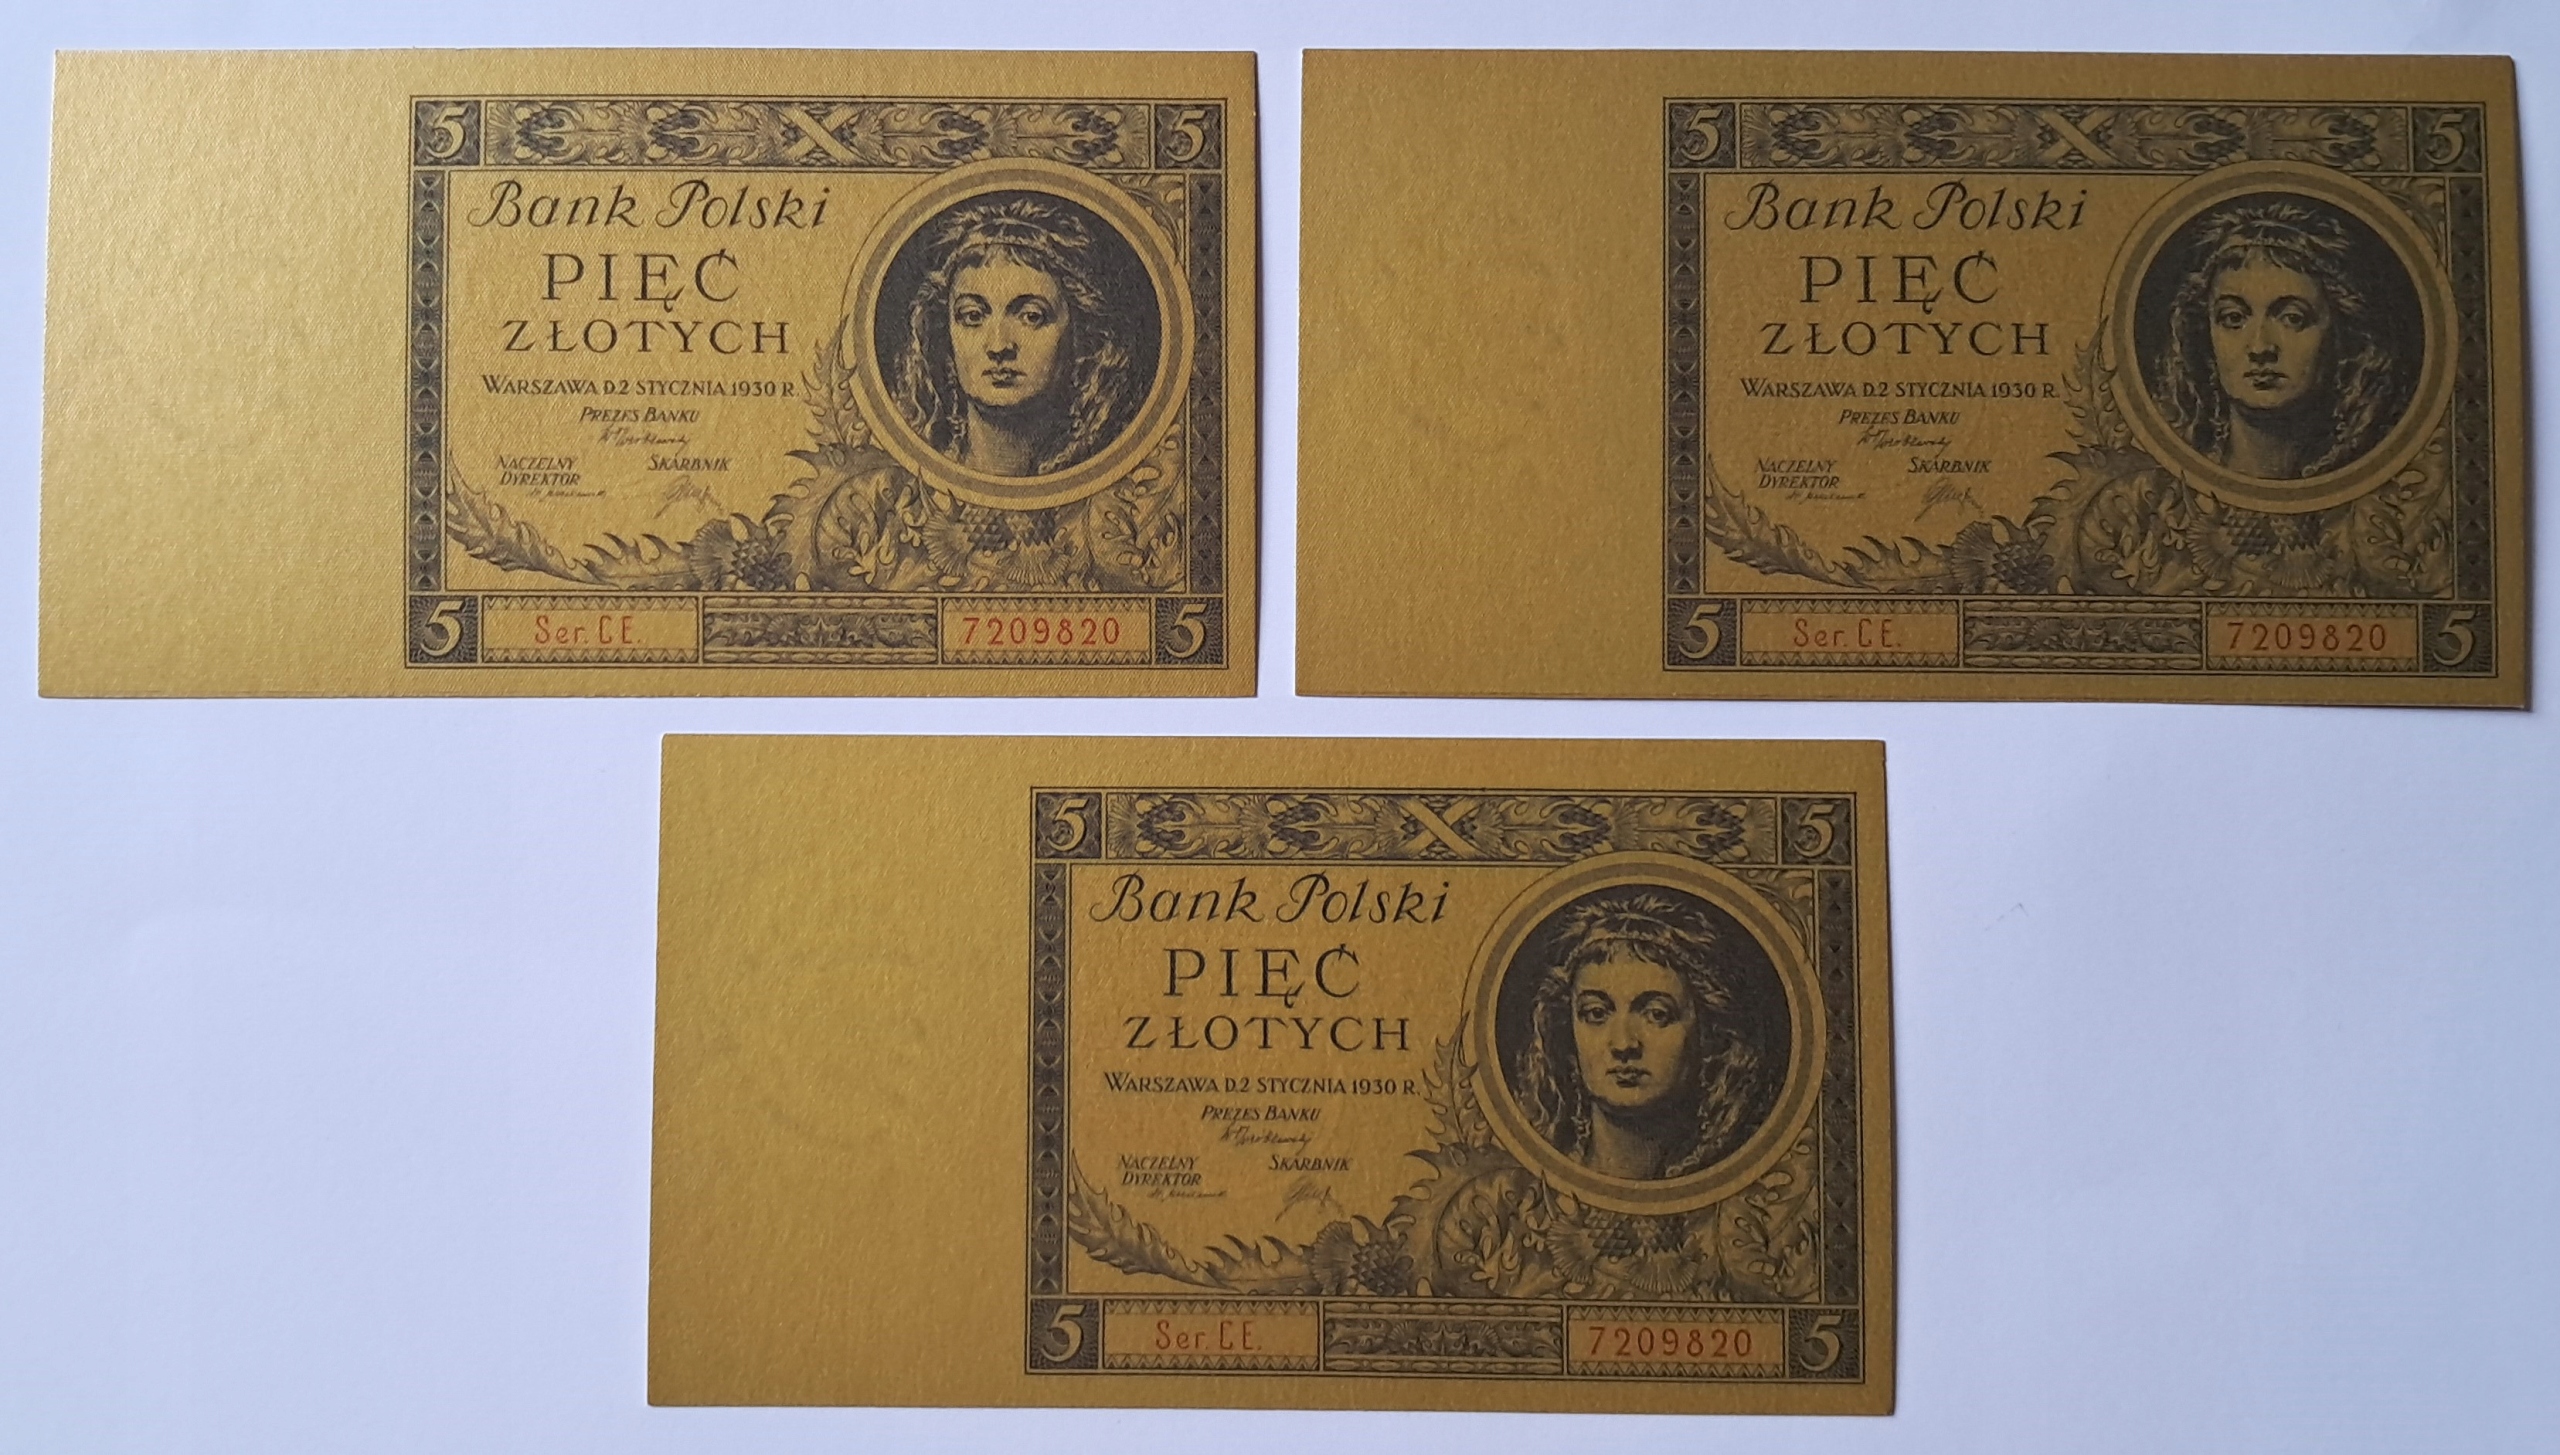 5 5
Bank Polski
PIĘĆ
ZŁOTYCH
WARSZAWA D.2 STYCZNIA 1930 R.
PREZES BANKU
NACZELNY SKARBNIK
DYREKTOR
5 Ser. CE. 7209820 5
5 5
Bank Polski
PIĘĆ
ZŁOTYCH
WARSZAWA D.2 STYCZNIA 1930 R.
PREZES BANKU
NACZELNY SKARBNIK
DYREKTOR
5 Ser. CE. 7209820 5
5 5
Bank Polski
PIĘĆ
ZŁOTYCH
WARSZAWA D.2 STYCZNIA 1930 R.
PREZES BANKU
NACZELNY SKARBNIK
DYREKTOR
5 Ser. CE. 7209820 5